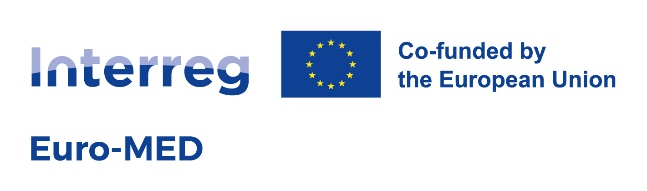 Interreg
Co-funded by
the European Union
Euro-MED